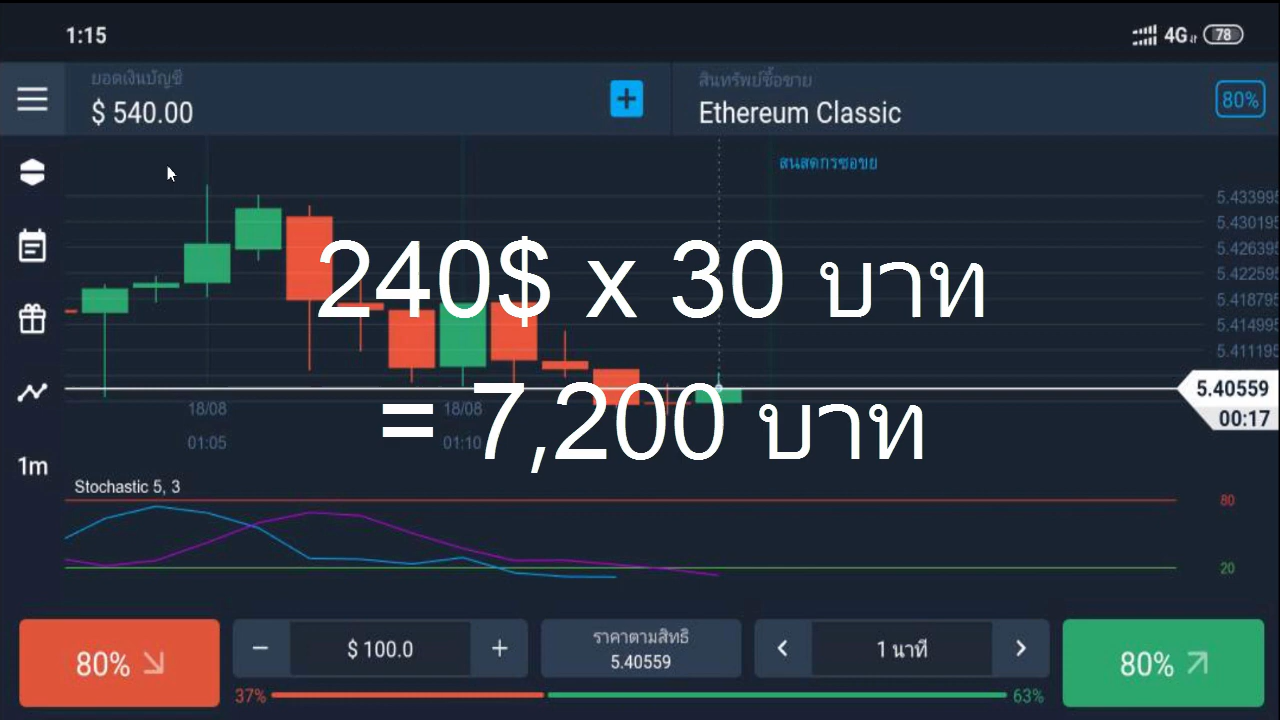 1:15
4G 78
ยอดเงินบัญชี
$ 540.00
สินทรัพย์ซื้อขาย
Ethereum Classic
80%
5.433995
5.430195
5.426395
5.422595
5.418795
5.414995
5.411195
240$ x 30 บาท
= 7,200 บาท
5.40559
00:17
18/08
18/08
01:05
01:10
1m
Stochastic 5, 3
80
20
80%
$ 100.0
ราคาตามสิทธิ
5.40559
1 นาที
80%
37%
63%